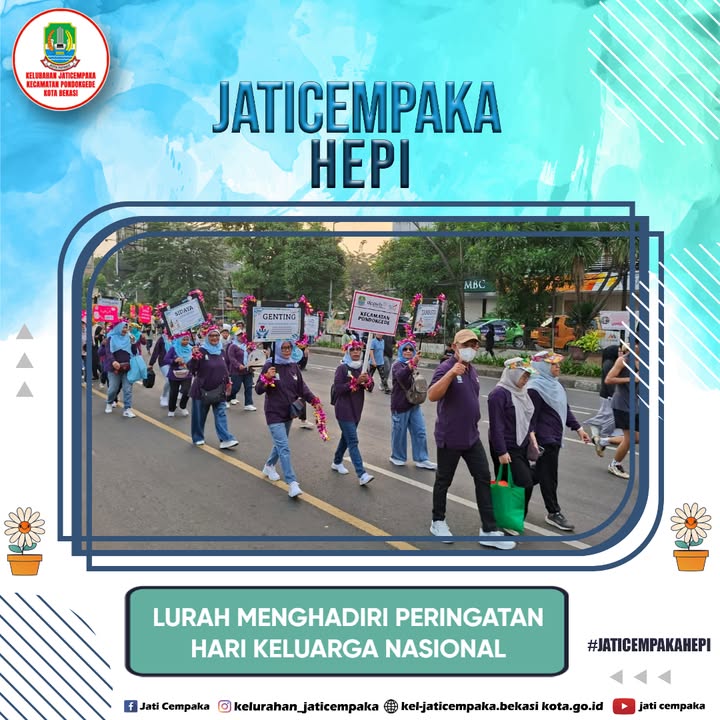 KELURAHAN JATICEMPAKA
KECAMATAN PONDOKGEDE
KOTA BEKASI
JATICEMPAKA
HEPI
MBC
SIDAYA
GENTING
KECAMATAN
PONDOKGEDE
LURAH MENGHADIRI PERINGATAN
HARI KELUARGA NASIONAL
#JATICEMPAKAHEPI
Jati Cempaka
kelurahan_jaticempaka
kel-jaticempaka.bekasi kota.go.id
jati cempaka